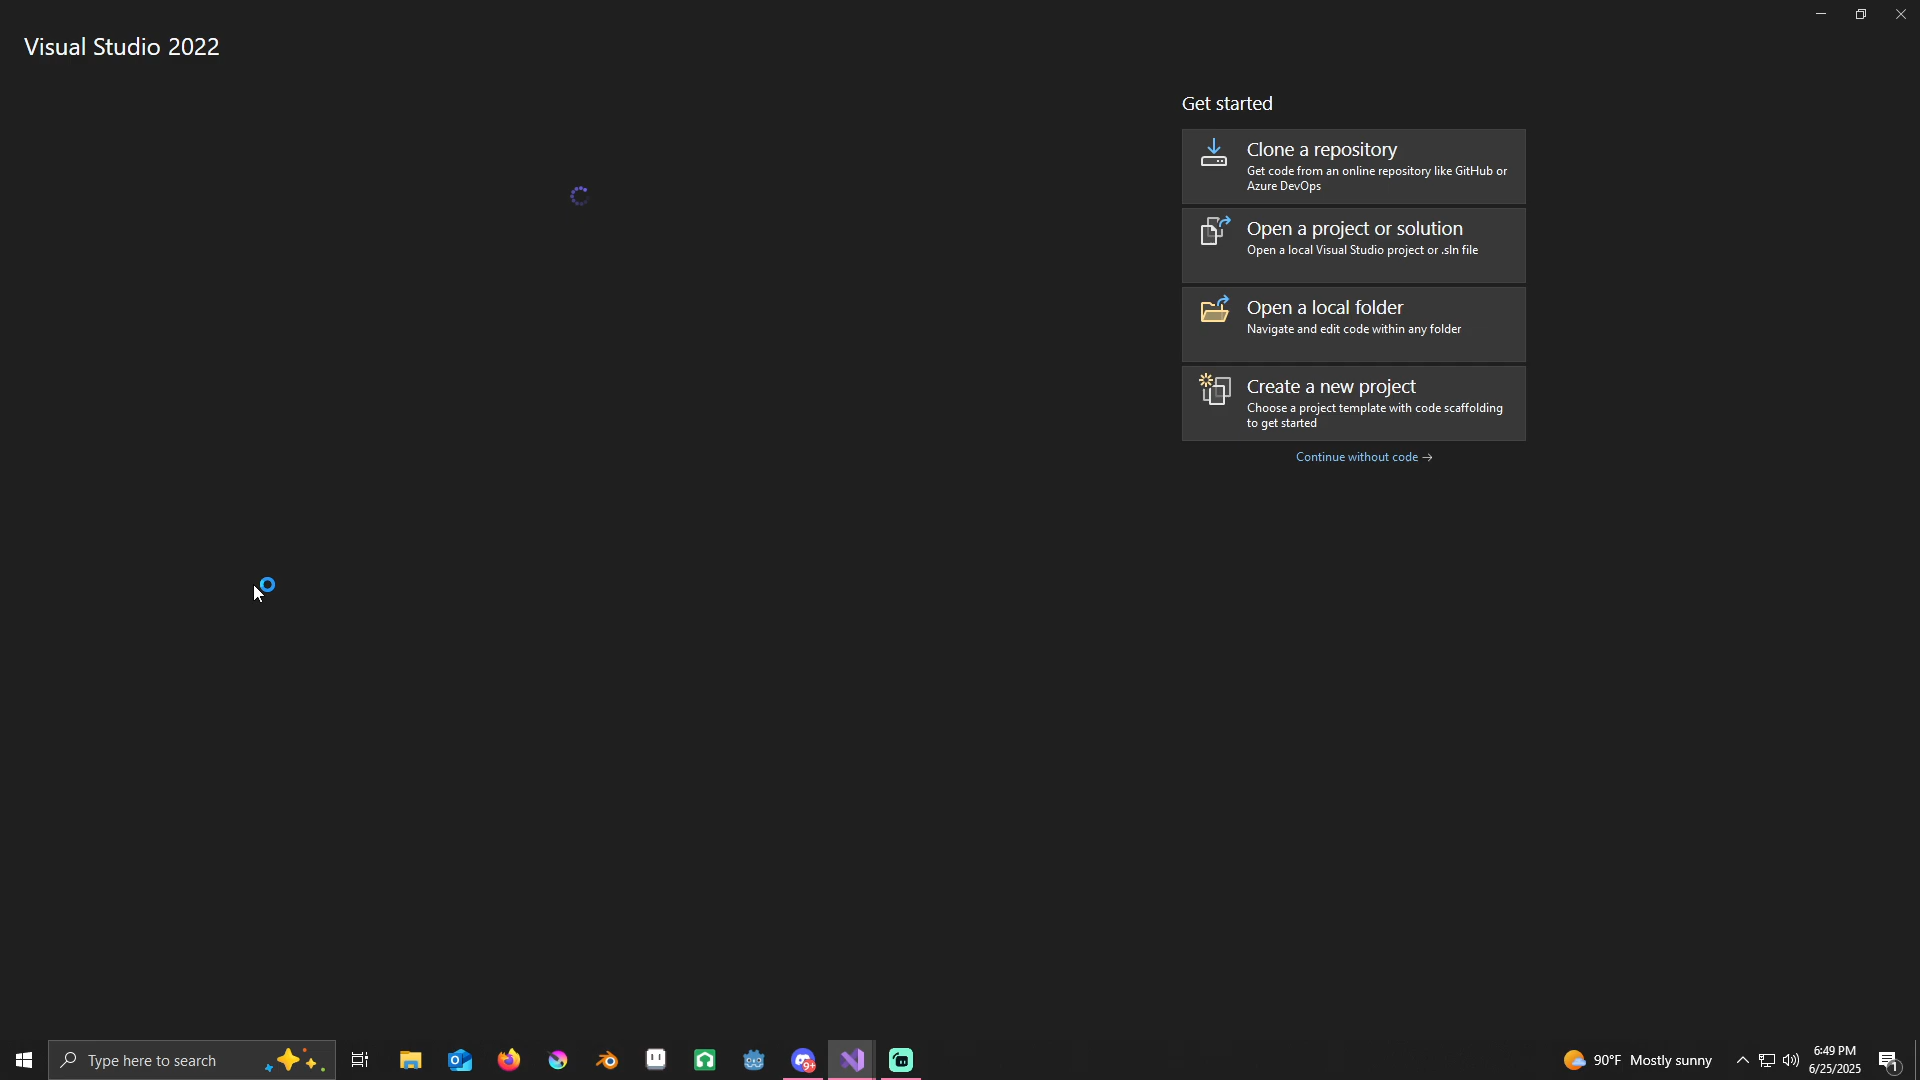 Visual Studio 2022
Get started
Clone a repository
Get code from an online repository like GitHub or
Azure DevOps
Open a project or solution
Open a local Visual Studio project or .sln file
Open a local folder
Navigate and edit code within any folder
Create a new project
Choose a project template with code scaffolding
to get started
Continue without code →
Type here to search
9+
90°F Mostly sunny
6:49 PM
6/25/2025
1